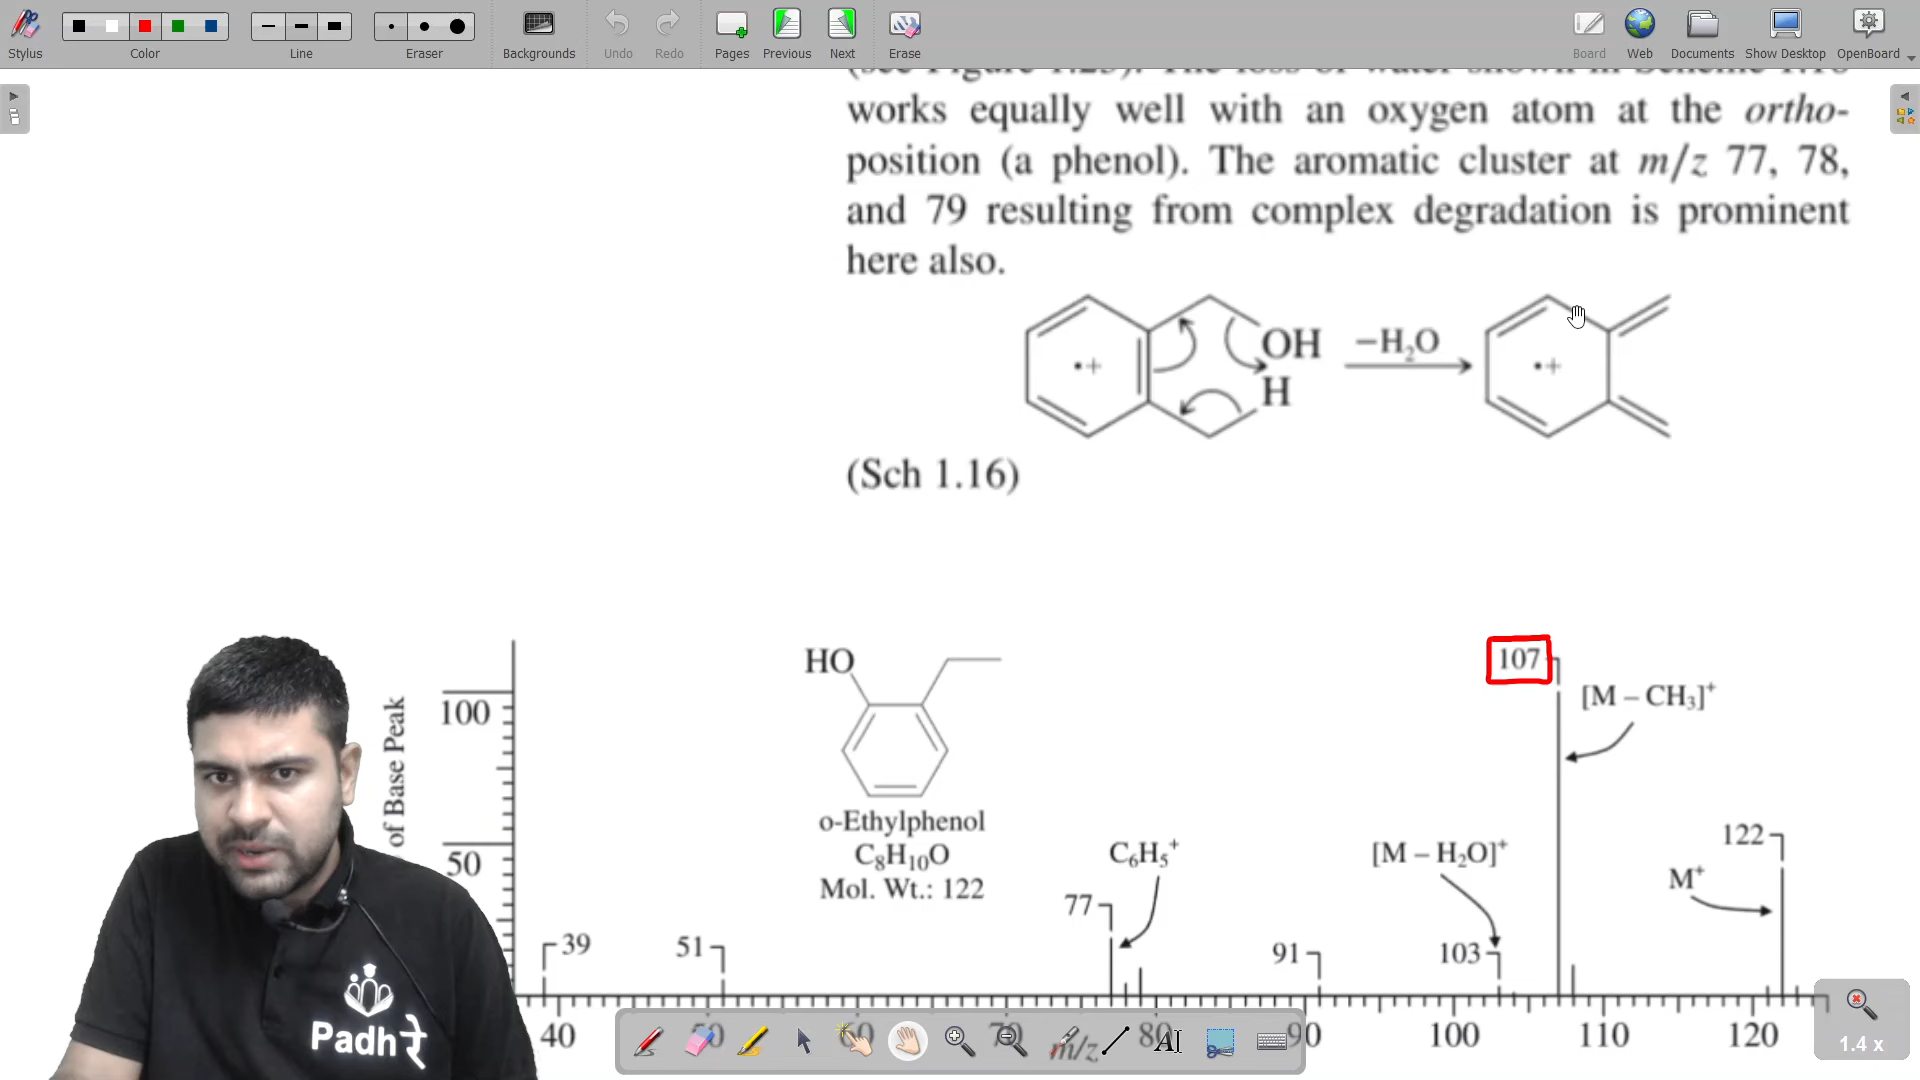 Stylus Color Line Eraser Backgrounds Undo Redo Pages Previous Next Erase Board Web Documents Show Desktop OpenBoard
works equally well with an oxygen atom at the ortho-
position (a phenol). The aromatic cluster at m/z 77, 78,
and 79 resulting from complex degradation is prominent
here also.
OH
H
−H₂O
•+
•+
(Sch 1.16)
HO
o-Ethylphenol
C₈H₁₀O
Mol. Wt.: 122
of Base Peak
100
50
39
51
77
C₆H₅⁺
91
[M – H₂O]⁺
103
107
[M – CH₃]⁺
122
M⁺
40
80
90
100
110
120
m/z
Padhरे
1.4 x